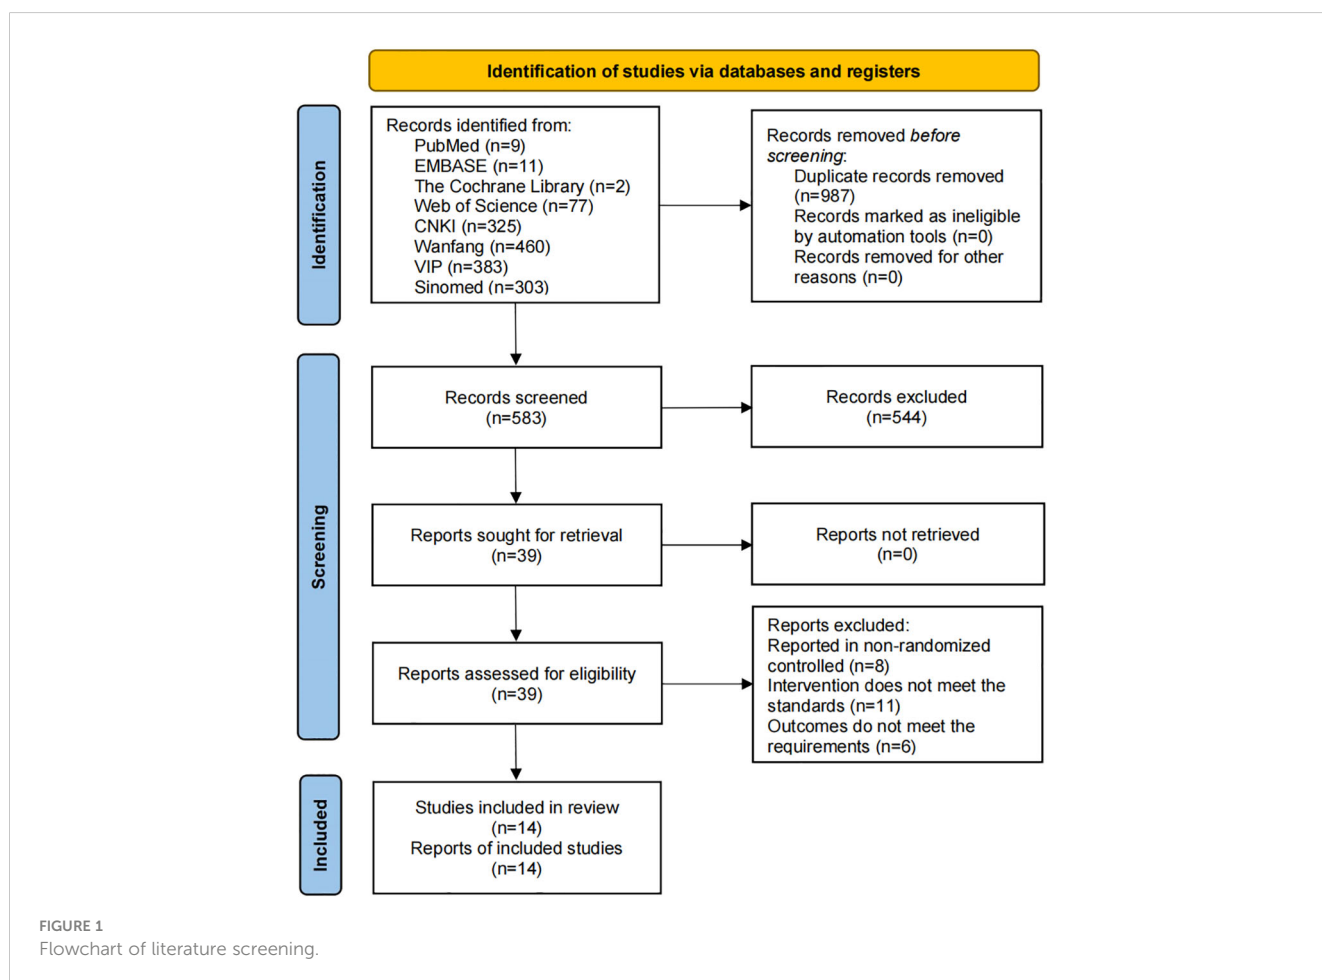 Identification of studies via databases and registers
Identification
Records identified from:
PubMed (n=9)
EMBASE (n=11)
The Cochrane Library (n=2)
Web of Science (n=77)
CNKI (n=325)
Wanfang (n=460)
VIP (n=383)
Sinomed (n=303)
Records removed before
screening:
Duplicate records removed
(n=987)
Records marked as ineligible
by automation tools (n=0)
Records removed for other
reasons (n=0)
Screening
Records screened
(n=583)
Records excluded
(n=544)
Reports sought for retrieval
(n=39)
Reports not retrieved
(n=0)
Reports assessed for eligibility
(n=39)
Reports excluded:
Reported in non-randomized
controlled (n=8)
Intervention does not meet the
standards (n=11)
Outcomes do not meet the
requirements (n=6)
Included
Studies included in review
(n=14)
Reports of included studies
(n=14)
FIGURE 1
Flowchart of literature screening.